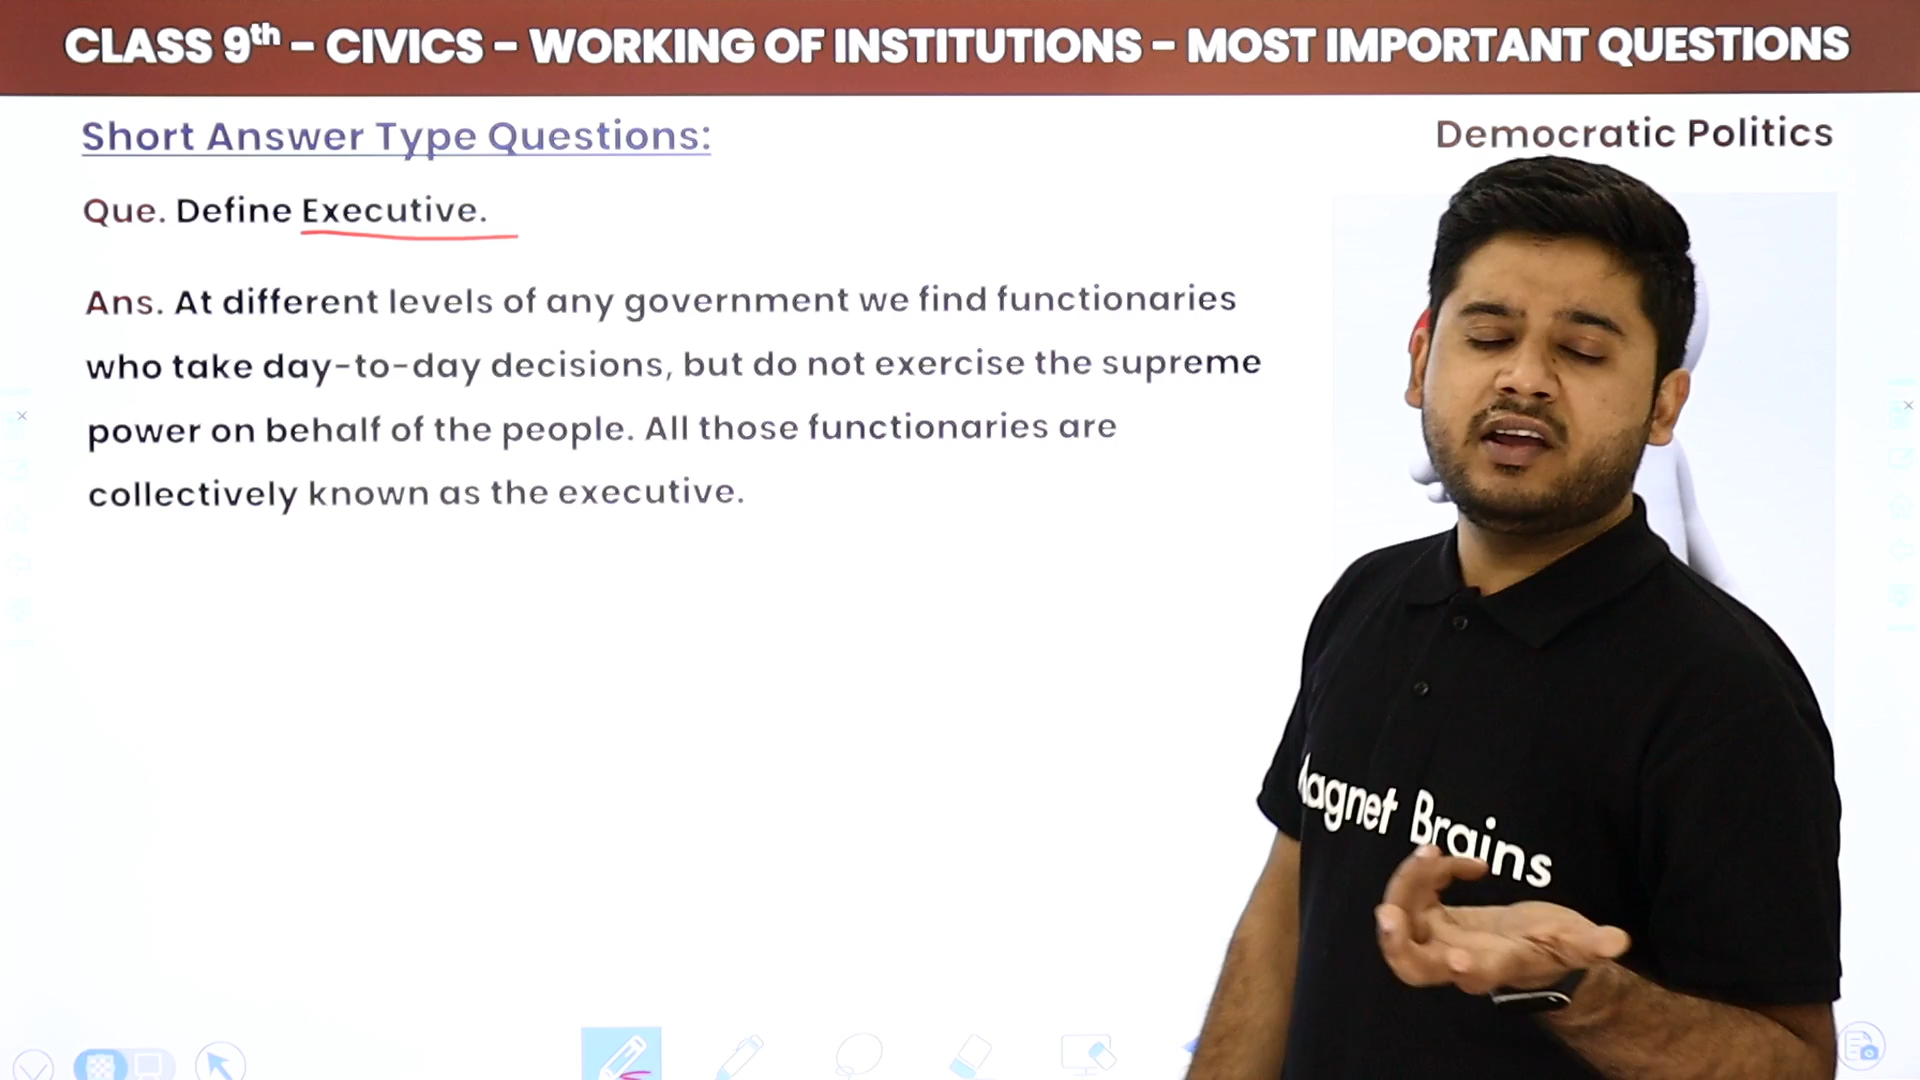 CLASS 9th – CIVICS – WORKING OF INSTITUTIONS – MOST IMPORTANT QUESTIONS
Short Answer Type Questions:
Democratic Politics
Que. Define Executive.
Ans. At different levels of any government we find functionaries
who take day-to-day decisions, but do not exercise the supreme
power on behalf of the people. All those functionaries are
collectively known as the executive.
Magnet Brains